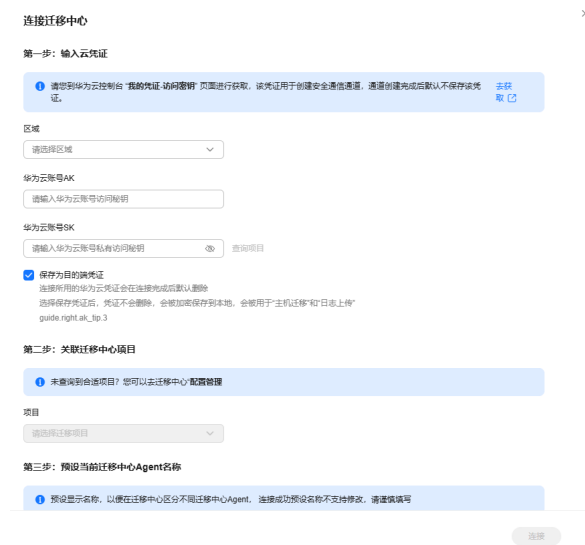 连接迁移中心
第一步：输入云凭证
请您到华为云控制台 “我的凭证-访问密钥” 页面进行获取，该凭证用于创建安全通信通道，通道创建完成后默认不保存该凭 去获
证。 取
区域
请选择区域
华为云账号AK
请输入华为云账号访问秘钥
华为云账号SK
请输入华为云账号私有访问秘钥 查询项目
保存为目的端凭证
连接所用的华为云凭证会在连接完成后默认删除
选择保存凭证后，凭证不会删除，会被加密保存到本地，会被用于“主机迁移”和“日志上传”
guide.right.ak_tip.3
第二步：关联迁移中心项目
未查询到合适项目？您可以去迁移中心“配置管理
项目
请选择迁移项目
第三步：预设当前迁移中心Agent名称
预设显示名称，以便在迁移中心区分不同迁移中心Agent， 连接成功预设名称不支持修改，请谨慎填写
连接